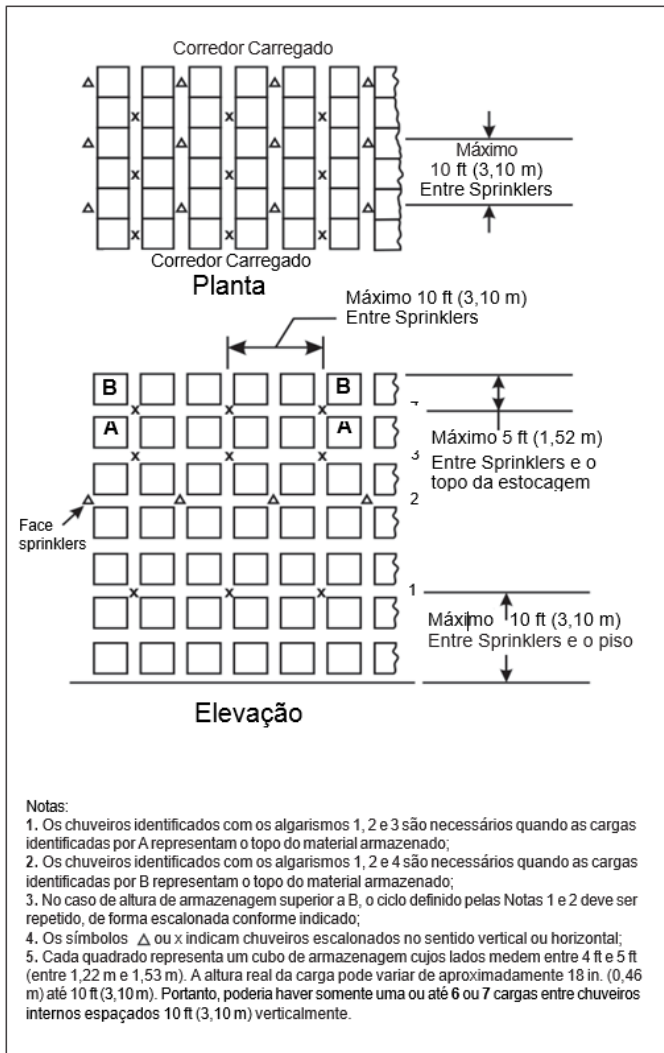 Corredor Carregado
Máximo
10 ft (3,10 m)
Entre Sprinklers
Corredor Carregado
Planta
Máximo 10 ft (3,10 m)
Entre Sprinklers
B
B
A
A
Máximo 5 ft (1,52 m)
Entre Sprinklers e o
topo da estocagem
3
2
Face
sprinklers
1
Máximo 10 ft (3,10 m)
Entre Sprinklers e o piso
Elevação
Notas:
1. Os chuveiros identificados com os algarismos 1, 2 e 3 são necessários quando as cargas
identificadas por A representam o topo do material armazenado;
2. Os chuveiros identificados com os algarismos 1, 2 e 4 são necessários quando as cargas
identificadas por B representam o topo do material armazenado;
3. No caso de altura de armazenagem superior a B, o ciclo definido pelas Notas 1 e 2 deve ser
repetido, de forma escalonada conforme indicado;
4. Os símbolos △ ou x indicam chuveiros escalonados no sentido vertical ou horizontal;
5. Cada quadrado representa um cubo de armazenagem cujos lados medem entre 4 ft e 5 ft
(entre 1,22 m e 1,53 m). A altura real da carga pode variar de aproximadamente 18 in. (0,46
m) até 10 ft (3,10 m). Portanto, poderia haver somente uma ou até 6 ou 7 cargas entre chuveiros
internos espaçados 10 ft (3,10 m) verticalmente.